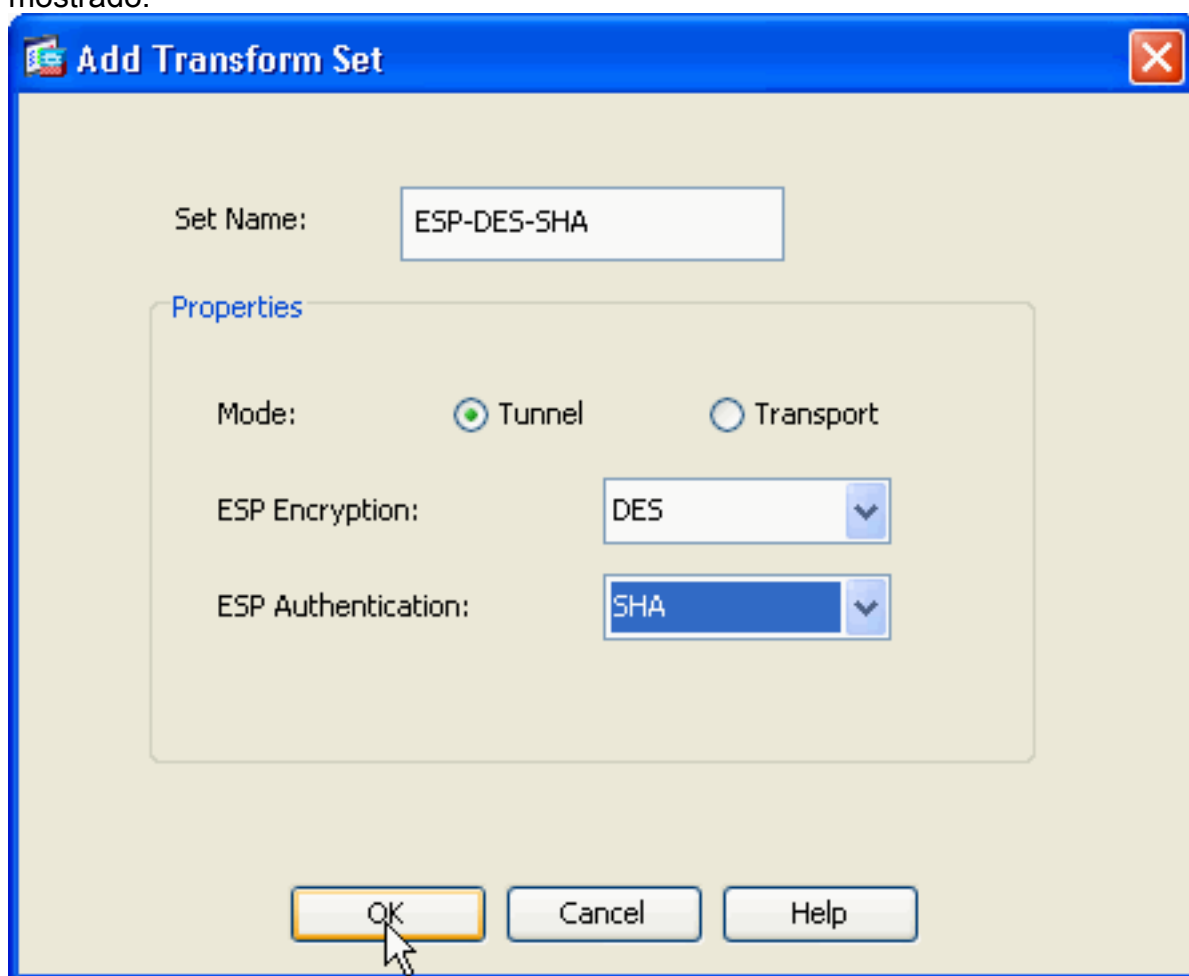 mostrado.
Add Transform Set
Set Name: ESP-DES-SHA
Properties
Mode: Tunnel Transport
ESP Encryption: DES
ESP Authentication: SHA
OK Cancel Help